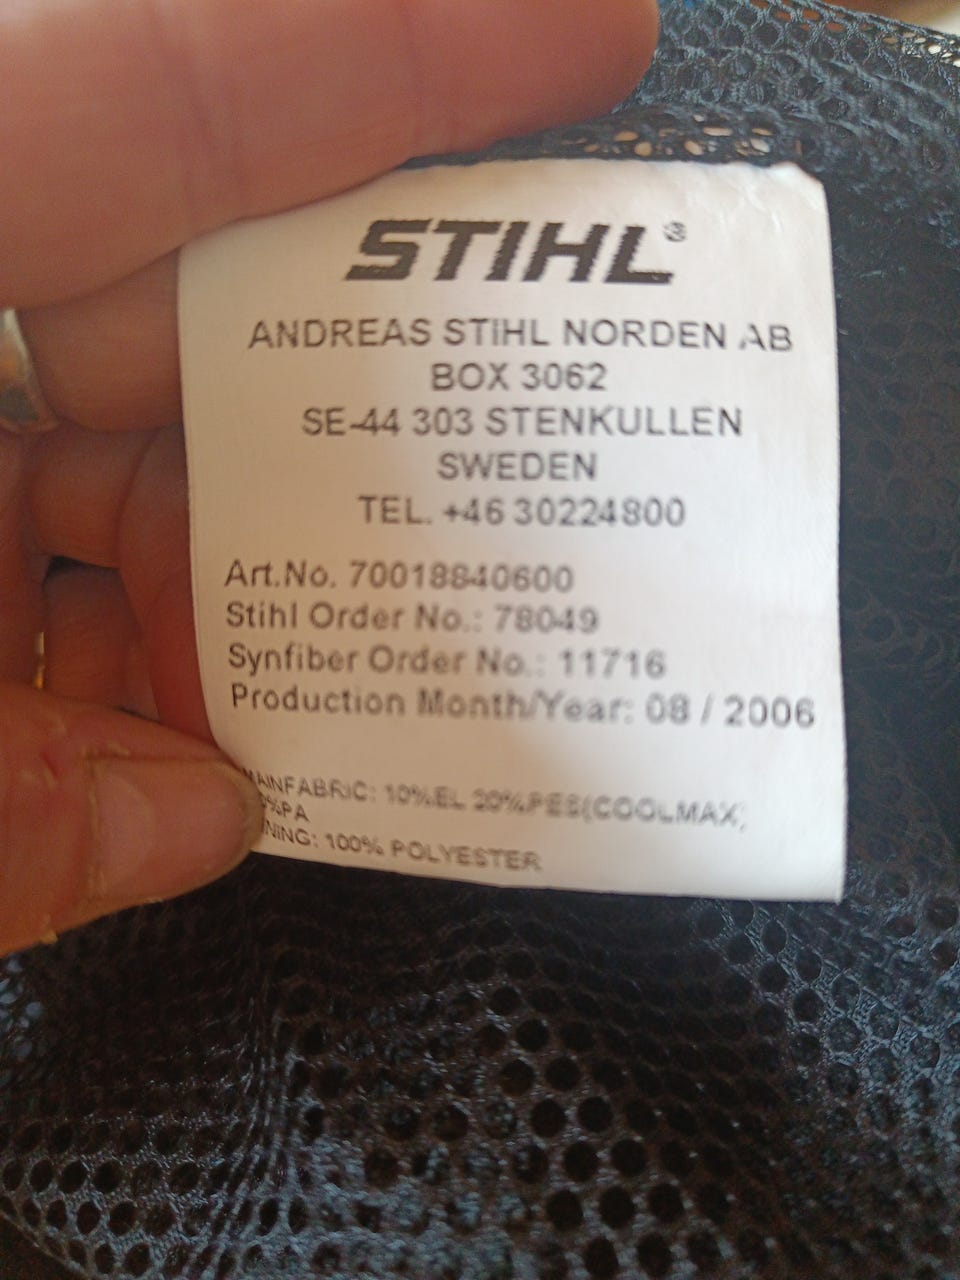 STIHL®
ANDREAS STIHL NORDEN AB
BOX 3062
SE-44 303 STENKULLEN
SWEDEN
TEL. +46 30224800
Art.No. 70018840600
Stihl Order No.: 78049
Synfiber Order No.: 11716
Production Month/Year: 08 / 2006
MAINFABRIC: 10%EL 20%PES(COOLMAX)
%PA
100% POLYESTER